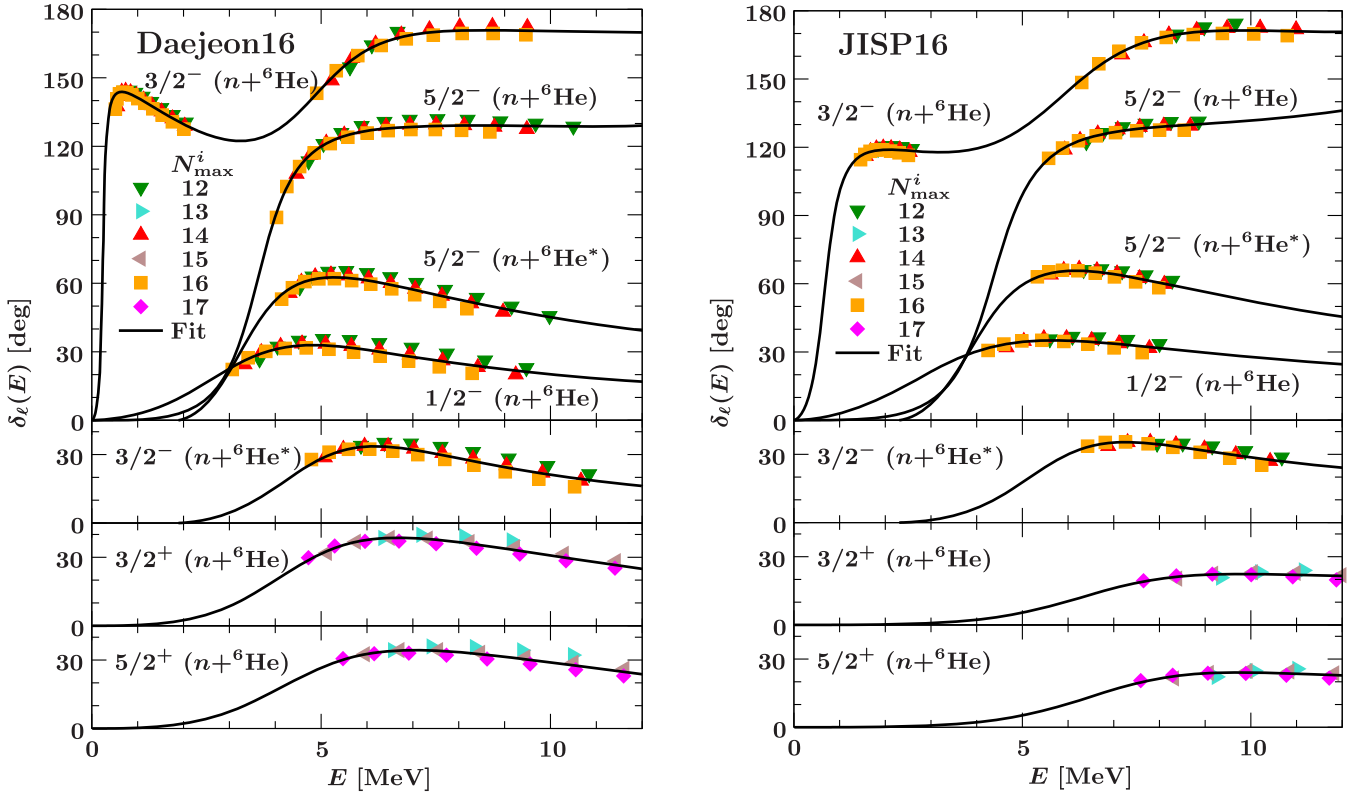 Daejeon16
180
3/2⁻ (n+⁶He)
150
5/2⁻ (n+⁶He)
120
Nⁱmax
12
13
90
14
15
5/2⁻ (n+⁶He*)
16
60
17
Fit
30
δℓ(E) [deg]
1/2⁻ (n+⁶He)
0
30
3/2⁻ (n+⁶He*)
0
30
3/2⁺ (n+⁶He)
0
30
5/2⁺ (n+⁶He)
0
0 5 10
E [MeV]
JISP16
180
150
3/2⁻ (n+⁶He)
5/2⁻ (n+⁶He)
120
Nⁱmax
12
13
90
14
15
5/2⁻ (n+⁶He*)
16
60
17
Fit
30
δℓ(E) [deg]
1/2⁻ (n+⁶He)
0
30
3/2⁻ (n+⁶He*)
0
30
3/2⁺ (n+⁶He)
0
30
5/2⁺ (n+⁶He)
0
0 5 10
E [MeV]